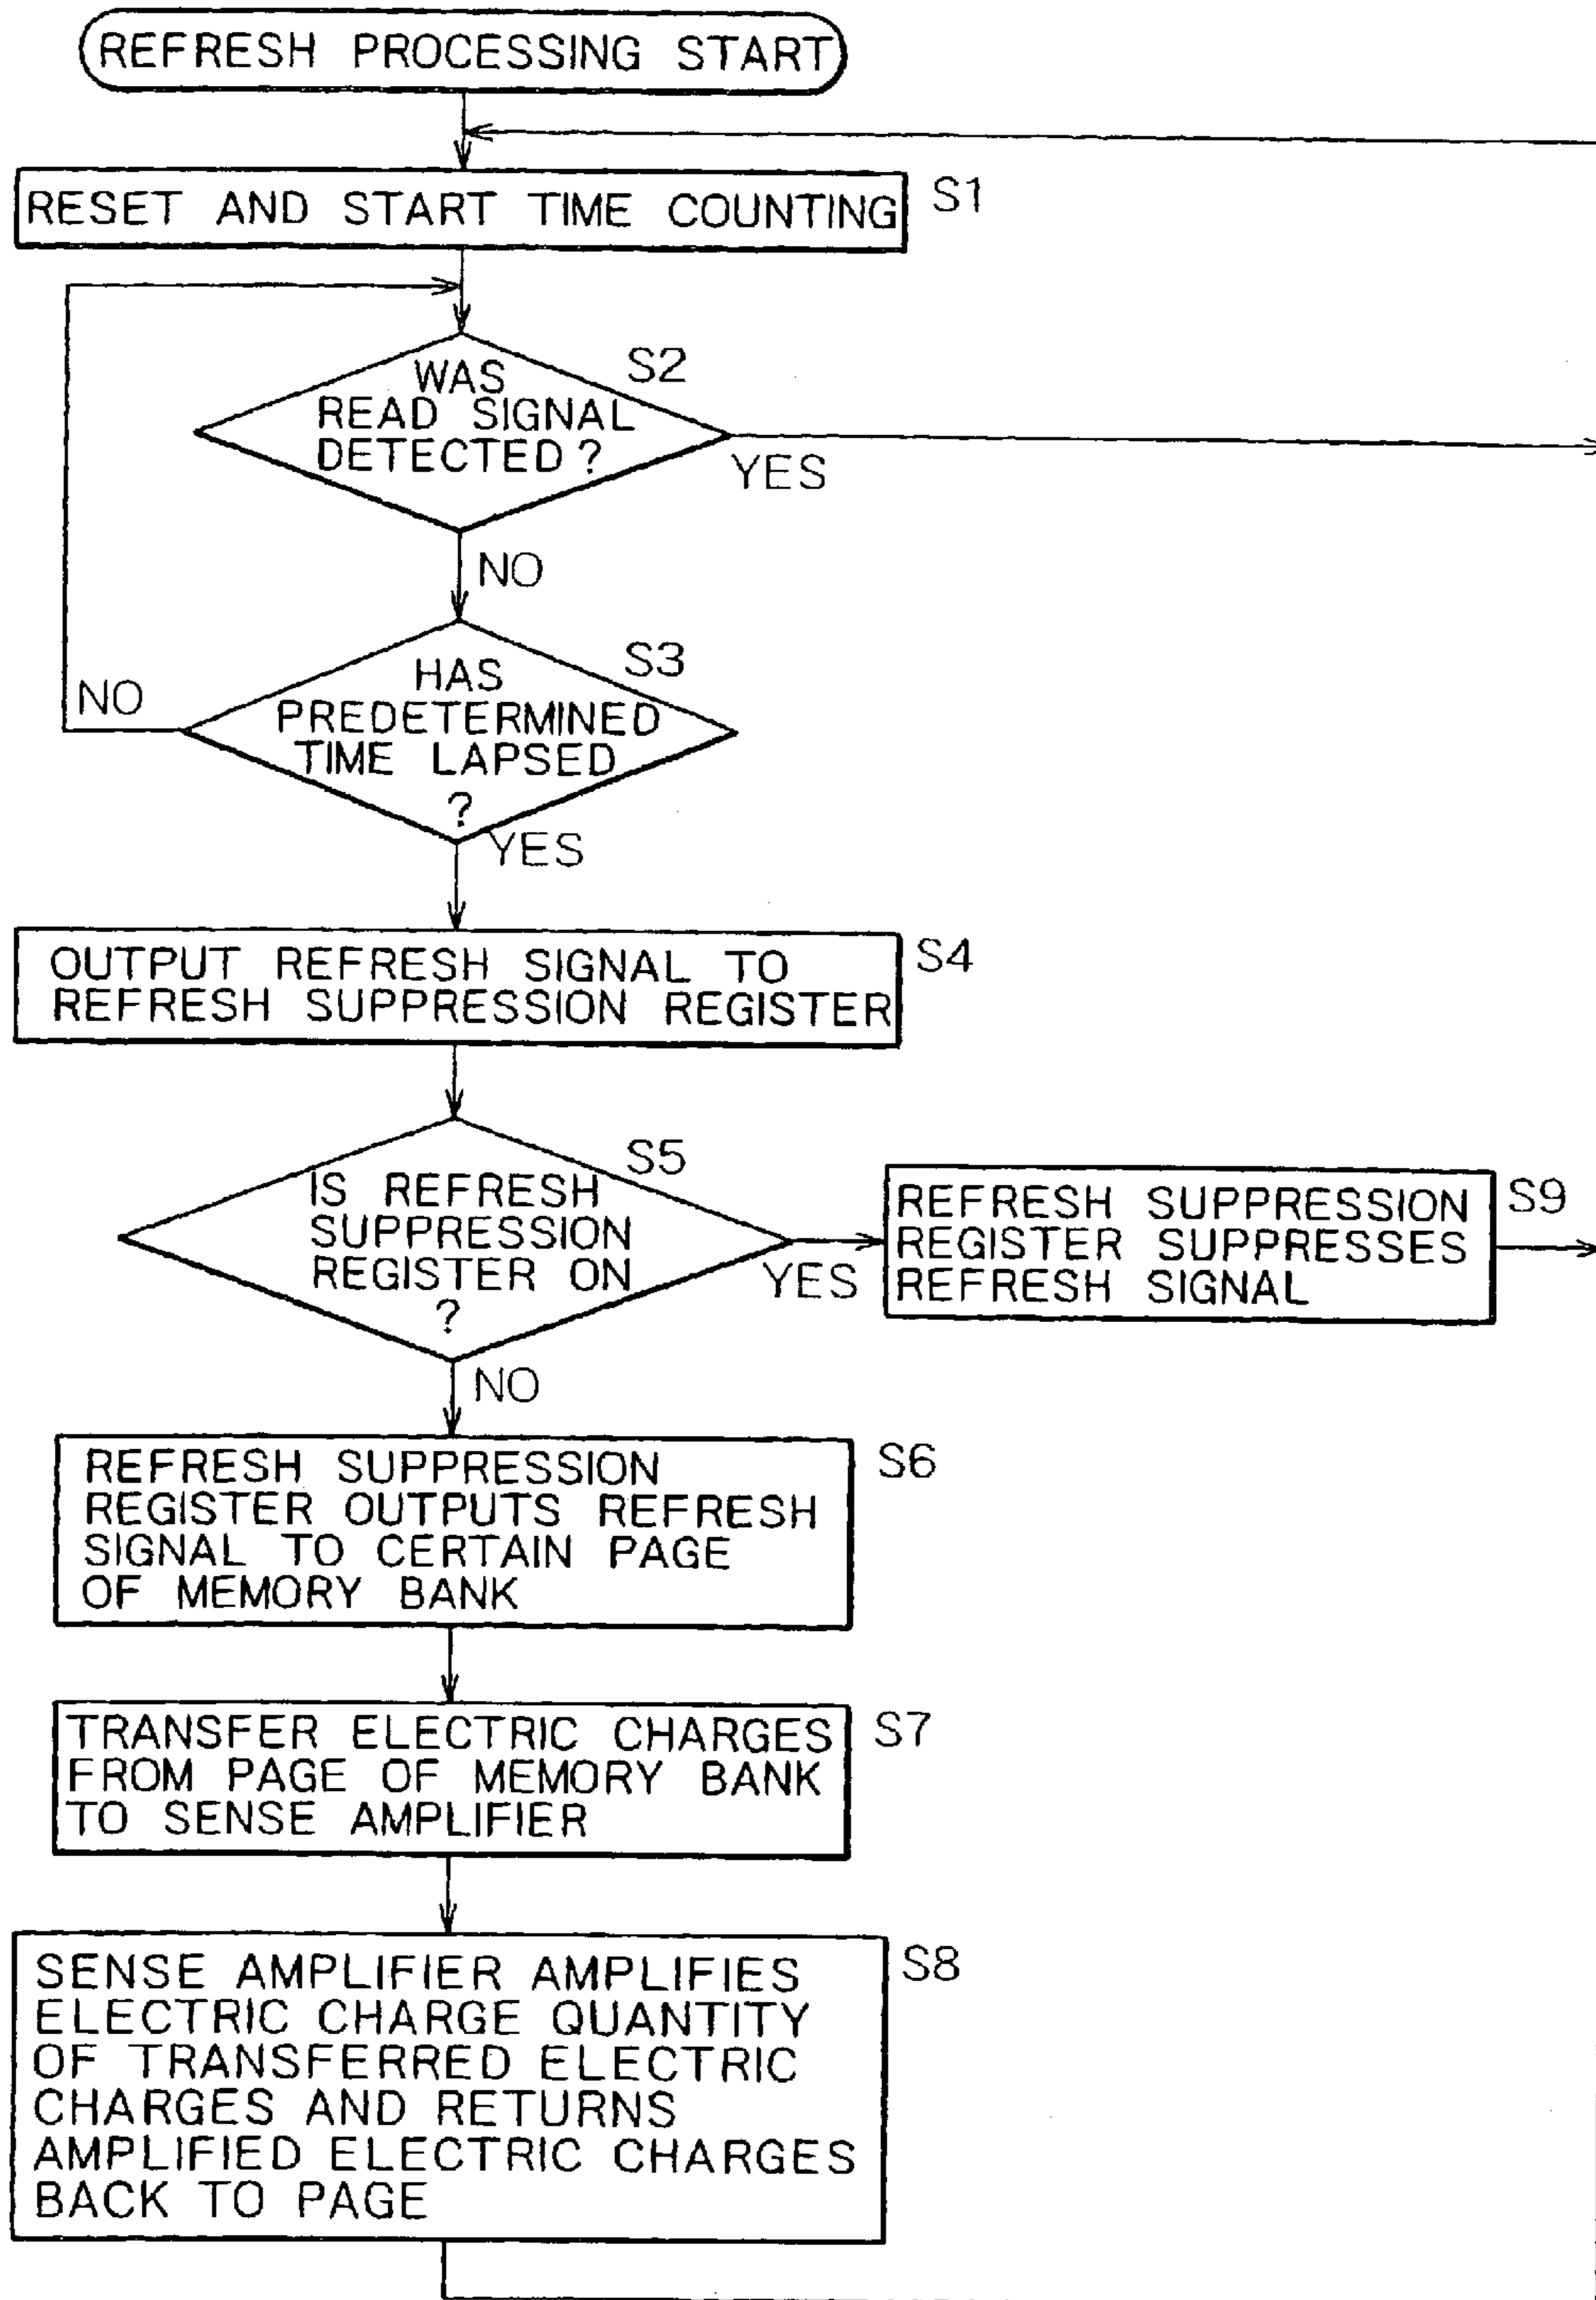 REFRESH PROCESSING START
RESET AND START TIME COUNTING
S1
WAS
READ SIGNAL
DETECTED ?
S2
YES
NO
HAS
PREDETERMINED
TIME LAPSED
?
S3
NO
YES
OUTPUT REFRESH SIGNAL TO
REFRESH SUPPRESSION REGISTER
S4
IS REFRESH
SUPPRESSION
REGISTER ON
?
S5
YES
REFRESH SUPPRESSION
REGISTER SUPPRESSES
REFRESH SIGNAL
S9
NO
REFRESH SUPPRESSION
REGISTER OUTPUTS REFRESH
SIGNAL TO CERTAIN PAGE
OF MEMORY BANK
S6
TRANSFER ELECTRIC CHARGES
FROM PAGE OF MEMORY BANK
TO SENSE AMPLIFIER
S7
SENSE AMPLIFIER AMPLIFIES
ELECTRIC CHARGE QUANTITY
OF TRANSFERRED ELECTRIC
CHARGES AND RETURNS
AMPLIFIED ELECTRIC CHARGES
BACK TO PAGE
S8